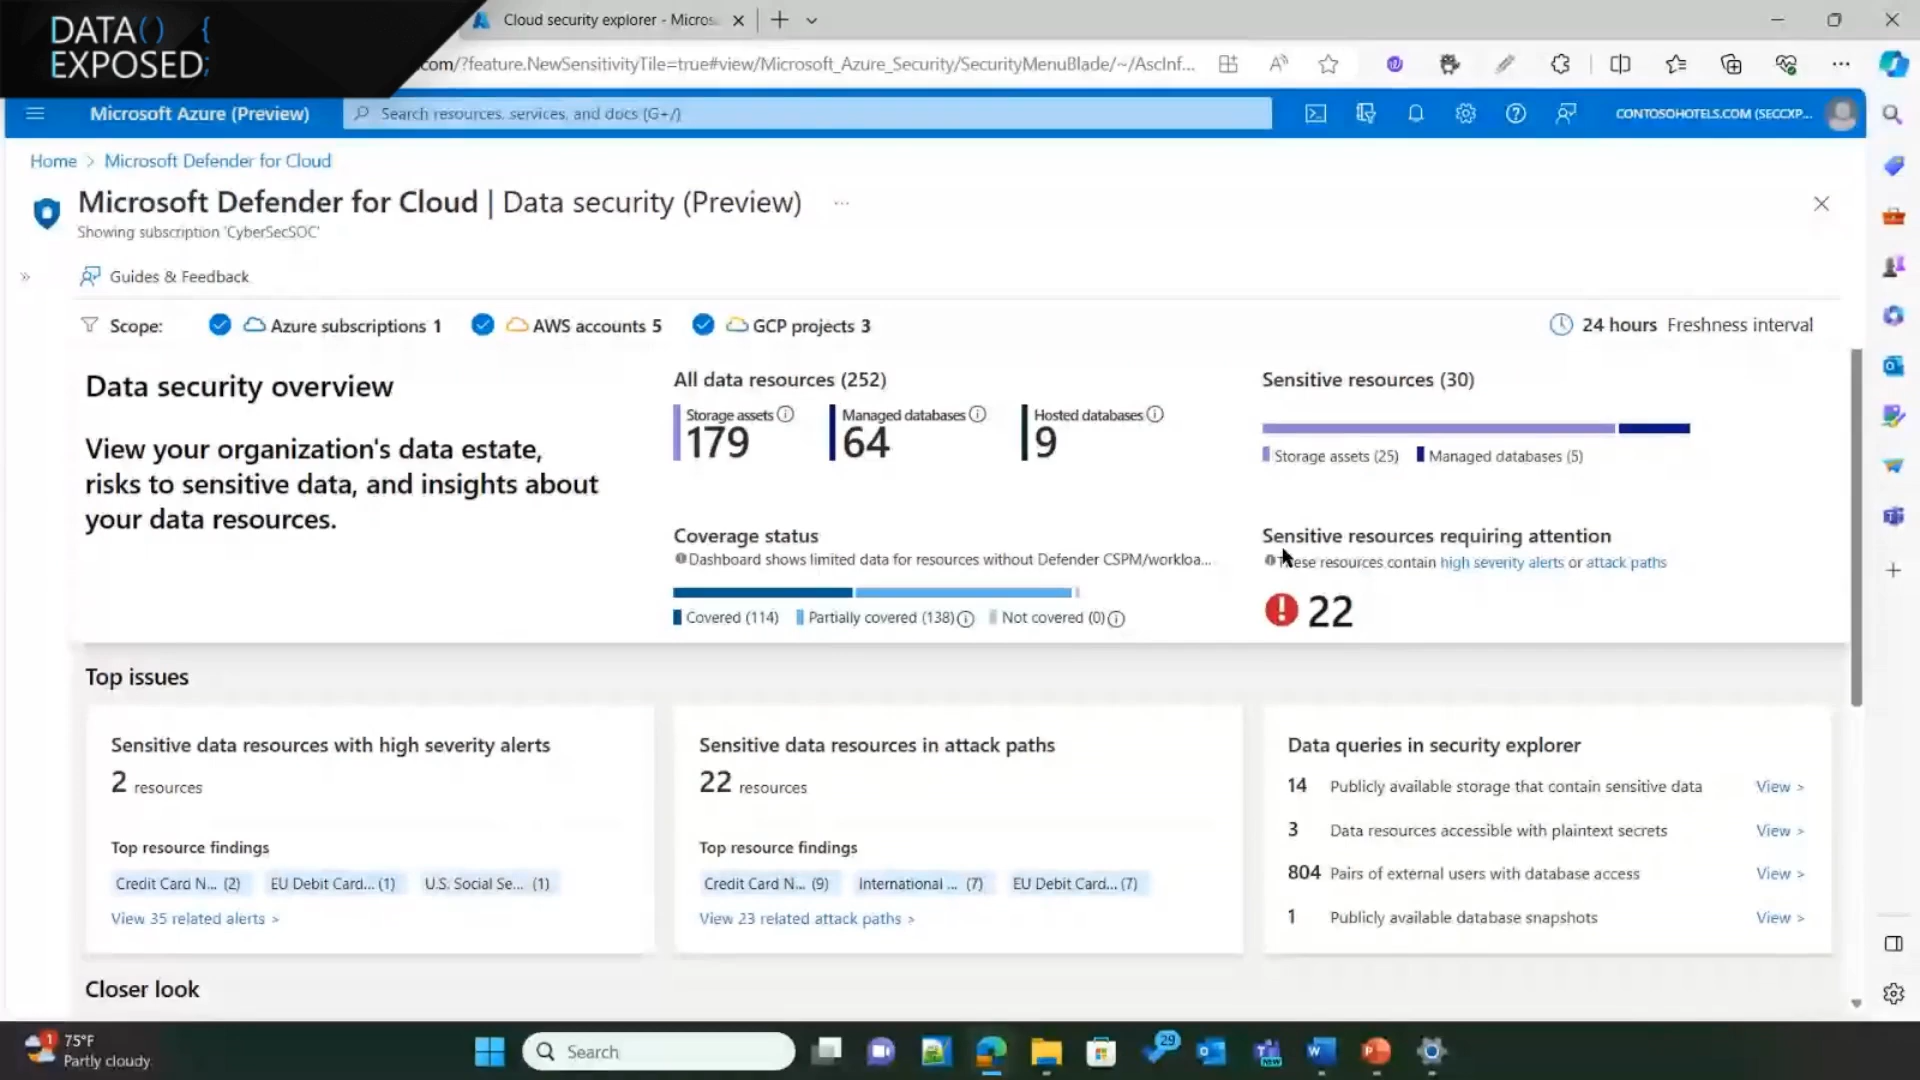 DATA() {
EXPOSED;
Cloud security explorer - Micros
com/?feature.NewSensitivityTile=true#view/Microsoft_Azure_Security/SecurityMenuBlade/~/AscInf...
Microsoft Azure (Preview)
Search resources, services, and docs (G+/)
CONTOSOHOTELS.COM (SECCXP...
Home > Microsoft Defender for Cloud
Microsoft Defender for Cloud | Data security (Preview) ...
Showing subscription 'CyberSecSOC'
Guides & Feedback
Scope: Azure subscriptions 1 AWS accounts 5 GCP projects 3
24 hours Freshness interval
Data security overview
View your organization's data estate,
risks to sensitive data, and insights about
your data resources.
All data resources (252)
Storage assets Managed databases Hosted databases
179 64 9
Coverage status
Dashboard shows limited data for resources without Defender CSPM/workloa...
Covered (114) Partially covered (138) Not covered (0)
Sensitive resources (30)
Storage assets (25) Managed databases (5)
Sensitive resources requiring attention
resources contain high severity alerts or attack paths
22
Top issues
Sensitive data resources with high severity alerts
2 resources
Top resource findings
Credit Card N... (2) EU Debit Card... (1) U.S. Social Se... (1)
View 35 related alerts >
Sensitive data resources in attack paths
22 resources
Top resource findings
Credit Card N... (9) International ... (7) EU Debit Card... (7)
View 23 related attack paths >
Data queries in security explorer
14 Publicly available storage that contain sensitive data View >
3 Data resources accessible with plaintext secrets View >
804 Pairs of external users with database access View >
1 Publicly available database snapshots View >
Closer look
1
75°F
Partly cloudy
Search
29
NEW